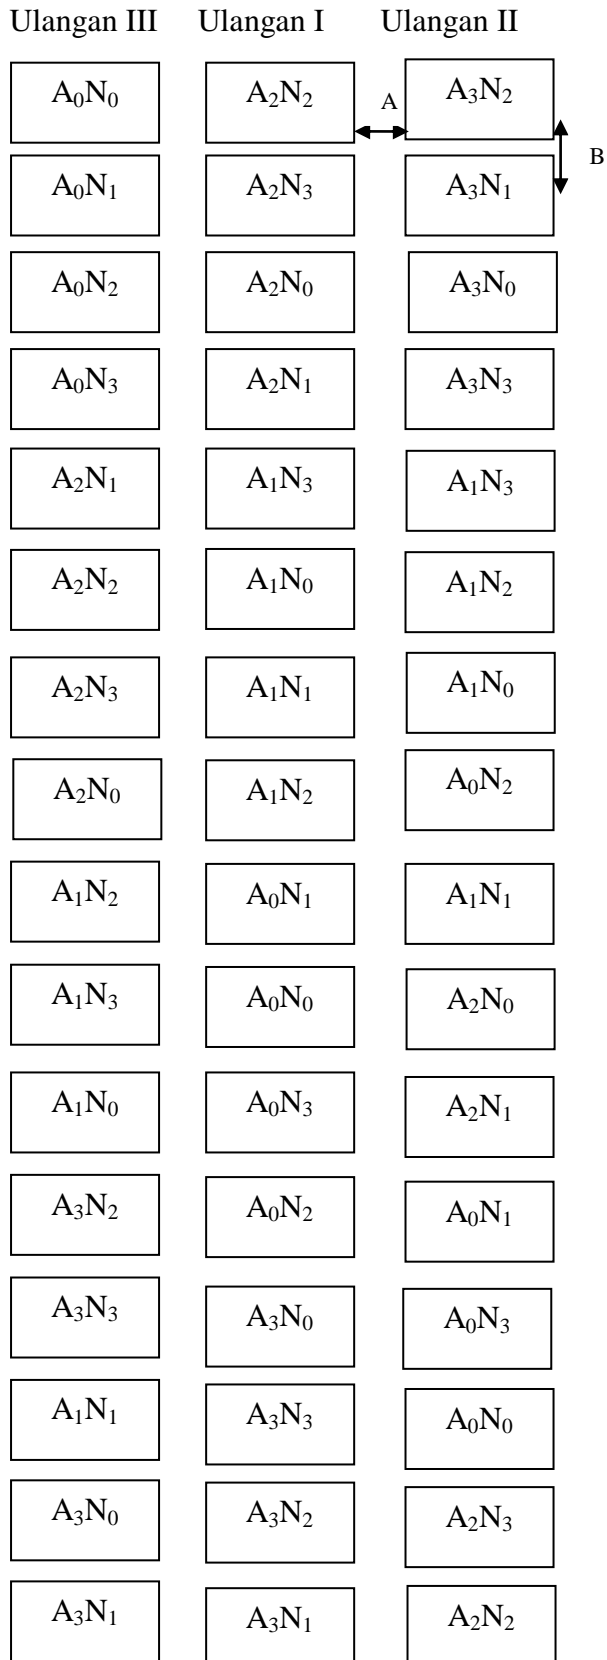 Ulangan III Ulangan I Ulangan II
A₀N₀ A₂N₂ A A₃N₂
B
A₀N₁ A₂N₃ A₃N₁
A₀N₂ A₂N₀ A₃N₀
A₀N₃ A₂N₁ A₃N₃
A₂N₁ A₁N₃ A₁N₃
A₂N₂ A₁N₀ A₁N₂
A₂N₃ A₁N₁ A₁N₀
A₂N₀ A₁N₂ A₀N₂
A₁N₂ A₀N₁ A₁N₁
A₁N₃ A₀N₀ A₂N₀
A₁N₀ A₀N₃ A₂N₁
A₃N₂ A₀N₂ A₀N₁
A₃N₃ A₃N₀ A₀N₃
A₁N₁ A₃N₃ A₀N₀
A₃N₀ A₃N₂ A₂N₃
A₃N₁ A₃N₁ A₂N₂